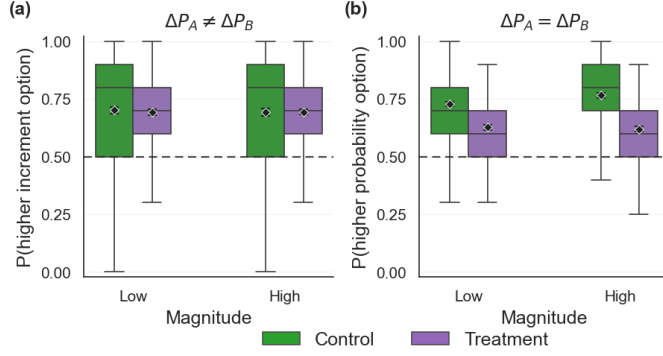 (a)
ΔP_A ≠ ΔP_B
P(higher increment option)
1.00
0.75
0.50
0.25
0.00
Low
High
Magnitude
(b)
ΔP_A = ΔP_B
P(higher probability option)
1.00
0.75
0.50
0.25
0.00
Low
High
Magnitude
Control
Treatment